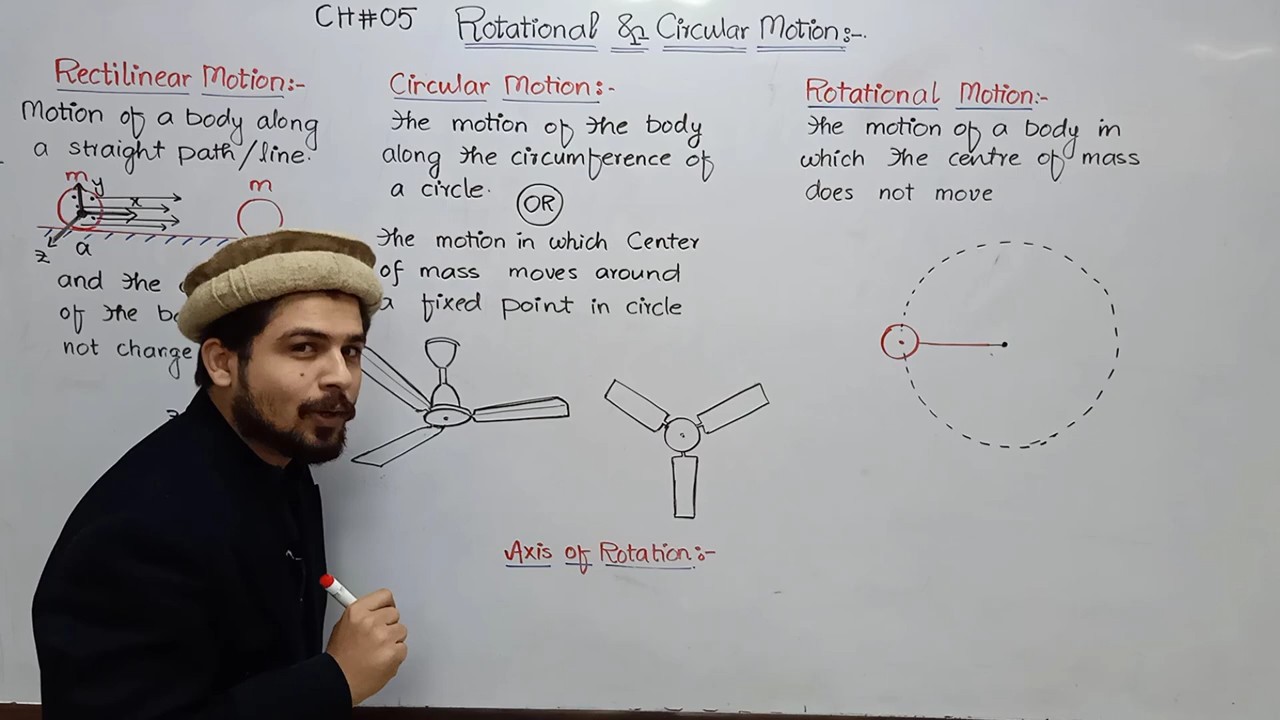 CH#05 Rotational & Circular Motion:-
Rectilinear Motion:-
Motion of a body along
a straight path/line.
m
y
x
z
a
m
and the
of the
not change
Circular Motion:-
The motion of the body
along the circumference of
a circle.
OR
The motion in which Center
of mass moves around
a fixed point in circle
Rotational Motion:-
The motion of a body in
which the centre of mass
does not move
Axis of Rotation:-